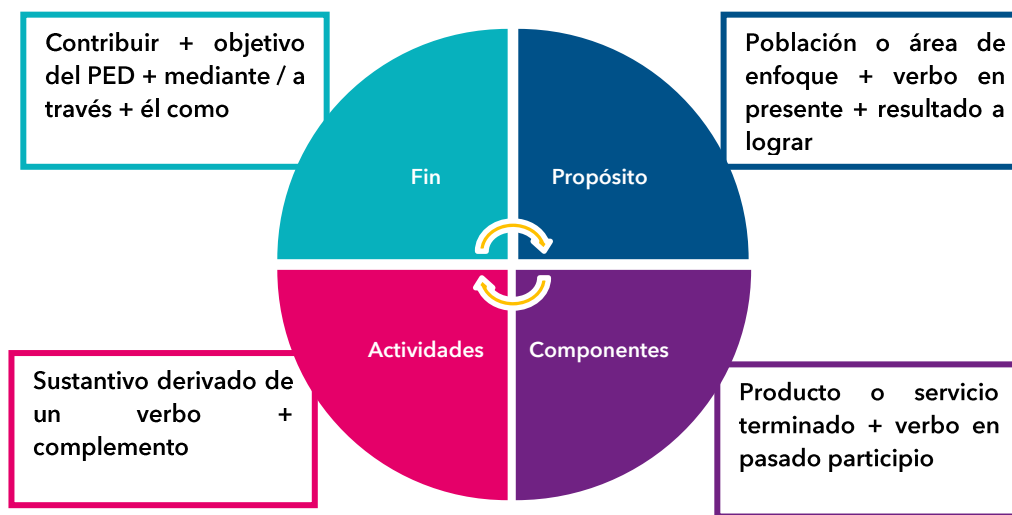 Contribuir + objetivo
del PED + mediante / a
través + él como
Población o área de
enfoque + verbo en
presente + resultado a
lograr
Fin
Propósito
Actividades
Componentes
Sustantivo derivado de
un verbo +
complemento
Producto o servicio
terminado + verbo en
pasado participio